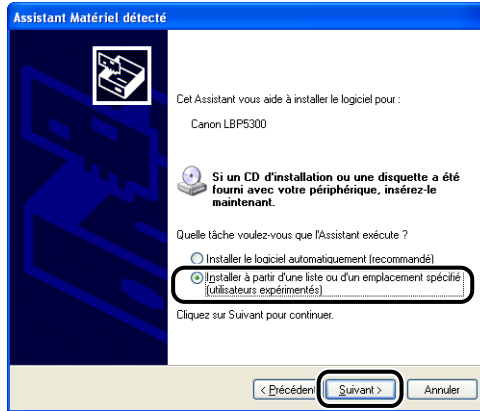 Assistant Matériel détecté
Cet Assistant vous aide à installer le logiciel pour :
Canon LBP5300
Si un CD d'installation ou une disquette a été
fourni avec votre périphérique, insérez-le
maintenant.
Quelle tâche voulez-vous que l'Assistant exécute ?
Installer le logiciel automatiquement (recommandé)
Installer à partir d'une liste ou d'un emplacement spécifié
(utilisateurs expérimentés)
Cliquez sur Suivant pour continuer.
< Précédent
Suivant >
Annuler